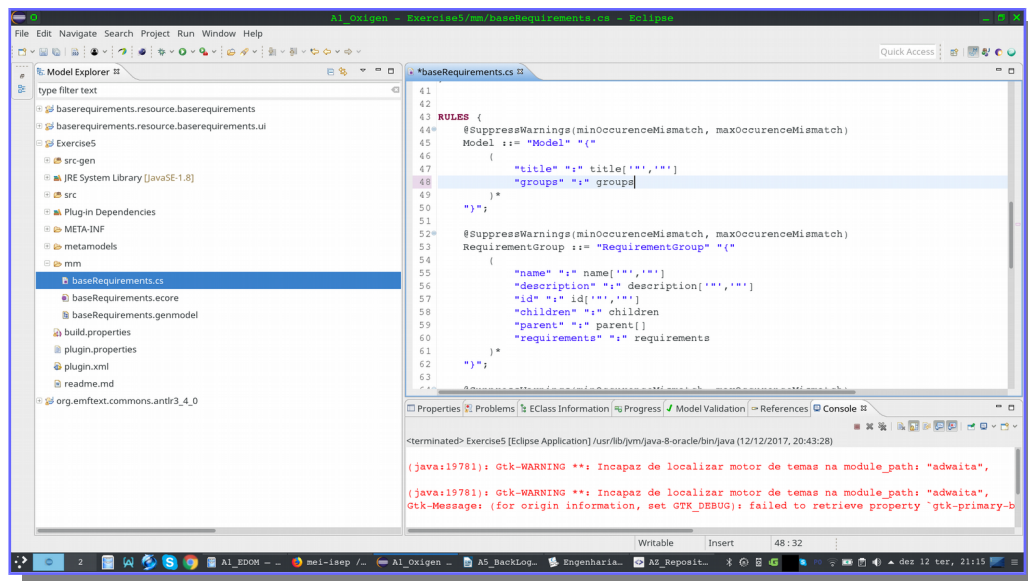 A1_Oxigen - Exercise5/mm/baseRequirements.cs - Eclipse
File Edit Navigate Search Project Run Window Help
Quick Access
Model Explorer
type filter text
baserequirements.resource.baserequirements
baserequirements.resource.baserequirements.ui
Exercise5
src-gen
JRE System Library [JavaSE-1.8]
src
Plug-in Dependencies
META-INF
metamodels
mm
baseRequirements.cs
baseRequirements.ecore
baseRequirements.genmodel
build.properties
plugin.properties
plugin.xml
readme.md
org.emftext.commons.antlr3_4_0
*baseRequirements.cs
41
42
43 RULES {
44 @SuppressWarnings(minOccurenceMismatch, maxOccurenceMismatch)
45 Model ::= "Model" "{"
46 (
47 "title" ":" title['"','"']
48 "groups" ":" groups
49 )*
50 "}";
51
52 @SuppressWarnings(minOccurenceMismatch, maxOccurenceMismatch)
53 RequirementGroup ::= "RequirementGroup" "{"
54 (
55 "name" ":" name['"','"']
56 "description" ":" description['"','"']
57 "id" ":" id['"','"']
58 "children" ":" children
59 "parent" ":" parent[]
60 "requirements" ":" requirements
61 )*
62 "}";
63
Properties Problems EClass Information Progress Model Validation References Console
<terminated> Exercise5 [Eclipse Application] /usr/lib/jvm/java-8-oracle/bin/java (12/12/2017, 20:43:28)
(java:19781): Gtk-WARNING **: Incapaz de localizar motor de temas na module_path: "adwaita",
(java:19781): Gtk-WARNING **: Incapaz de localizar motor de temas na module_path: "adwaita",
Gtk-Message: (for origin information, set GTK_DEBUG): failed to retrieve property `gtk-primary-b
Writable Insert 48 : 32
2 A1_EDOM — ... mei-isep /... A1_Oxigen ... A5_BackLog... Engenharia... AZ_Reposit... dez 12 ter, 21:15